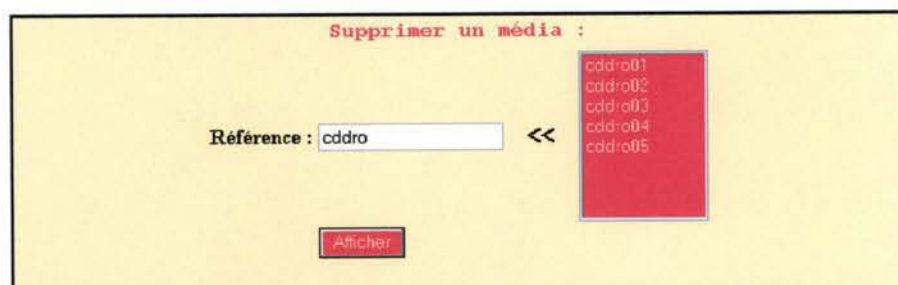 Supprimer un média :
Référence : cddro <<
cddro01
cddro02
cddro03
cddro04
cddro05
Afficher